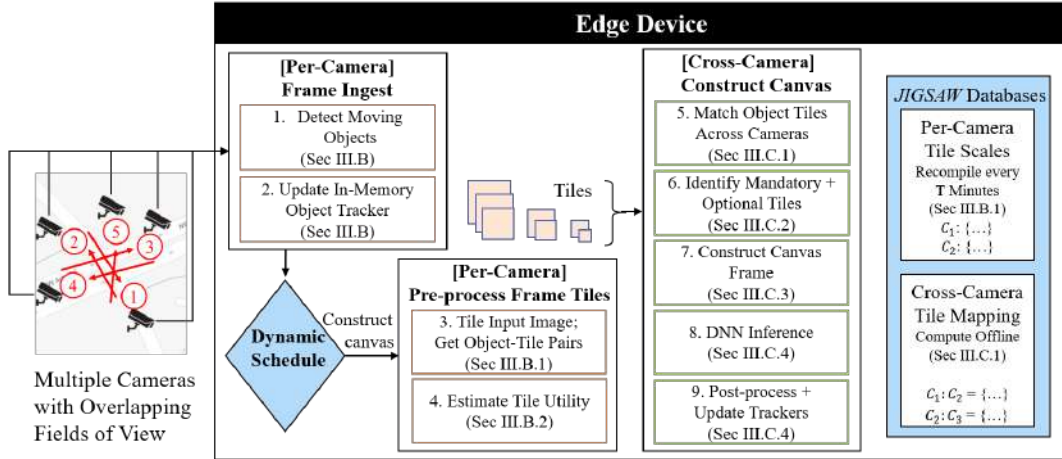 Edge Device
[Per-Camera]
Frame Ingest
1. Detect Moving
Objects
(Sec III.B)
2. Update In-Memory
Object Tracker
(Sec III.B)
Dynamic
Schedule
Construct
canvas
[Per-Camera]
Pre-process Frame Tiles
3. Tile Input Image;
Get Object-Tile Pairs
(Sec III.B.1)
4. Estimate Tile Utility
(Sec III.B.2)
Tiles
[Cross-Camera]
Construct Canvas
5. Match Object Tiles
Across Cameras
(Sec III.C.1)
6. Identify Mandatory +
Optional Tiles
(Sec III.C.2)
7. Construct Canvas
Frame
(Sec III.C.3)
8. DNN Inference
(Sec III.C.4)
9. Post-process +
Update Trackers
(Sec III.C.4)
JIGSAW Databases
Per-Camera
Tile Scales
Recompile every
T Minutes
(Sec III.B.1)
C₁: {...}
C₂: {...}
Cross-Camera
Tile Mapping
Compute Offline
(Sec III.C.1)
C₁: C₂ = {...}
C₂: C₃ = {...}
2
5
3
4
1
Multiple Cameras
with Overlapping
Fields of View